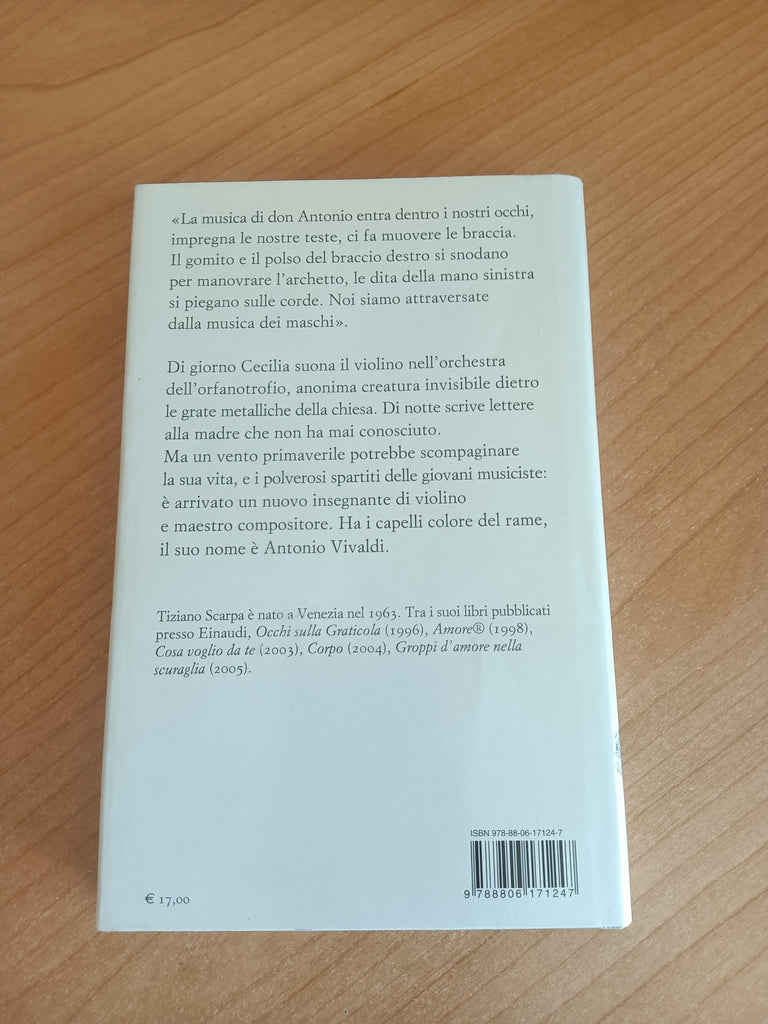 «La musica di don Antonio entra dentro i nostri occhi,
impregna le nostre teste, ci fa muovere le braccia.
Il gomito e il polso del braccio destro si snodano
per manovrare l'archetto, le dita della mano sinistra
si piegano sulle corde. Noi siamo attraversate
dalla musica dei maschi».
Di giorno Cecilia suona il violino nell'orchestra
dell'orfanotrofio, anonima creatura invisibile dietro
le grate metalliche della chiesa. Di notte scrive lettere
alla madre che non ha mai conosciuto.
Ma un vento primaverile potrebbe scompaginare
la sua vita, e i polverosi spartiti delle giovani musiciste:
è arrivato un nuovo insegnante di violino
e maestro compositore. Ha i capelli colore del rame,
il suo nome è Antonio Vivaldi.
Tiziano Scarpa è nato a Venezia nel 1963. Tra i suoi libri pubblicati
presso Einaudi, Occhi sulla Graticola (1996), Amore® (1998),
Cosa voglio da te (2003), Corpo (2004), Groppi d'amore nella
scuraglia (2005).
ISBN 978-88-06-17124-7
9 788806 171247
€ 17,00